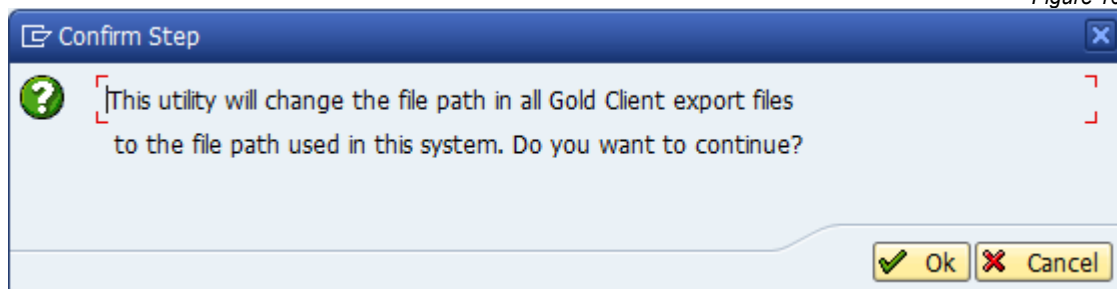 Confirm Step
This utility will change the file path in all Gold Client export files
to the file path used in this system. Do you want to continue?
Ok Cancel